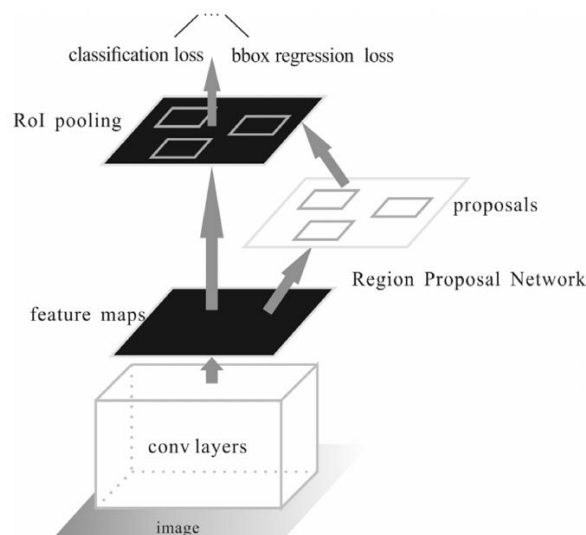 ...
classification loss bbox regression loss
RoI pooling
proposals
Region Proposal Network
feature maps
conv layers
image